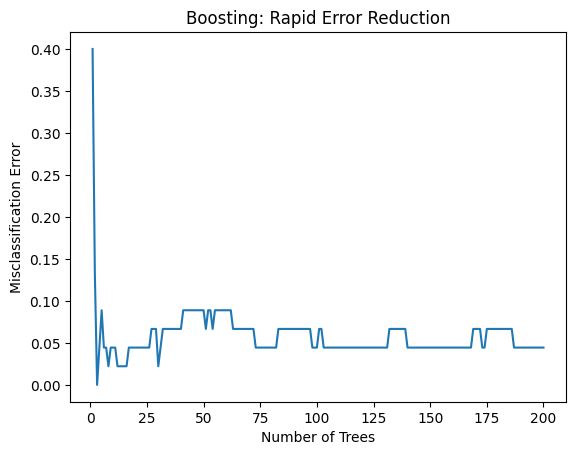 Boosting: Rapid Error Reduction
Misclassification Error
0.40
0.35
0.30
0.25
0.20
0.15
0.10
0.05
0.00
0 25 50 75 100 125 150 175 200
Number of Trees